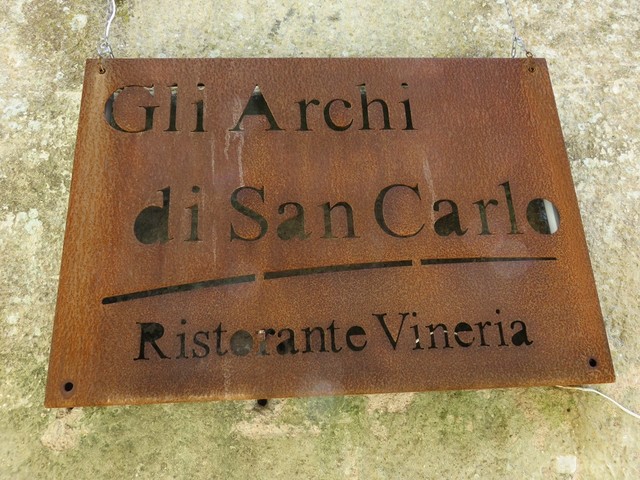 Gli Archi
di San Carlo
Ristorante Vineria